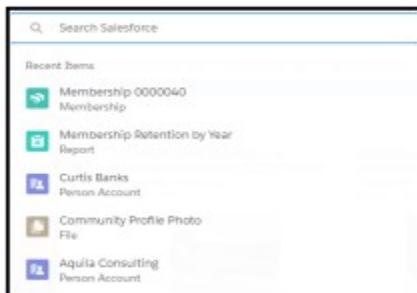 Search Salesforce
Recent Items
Membership 0000040
Membership
Membership Retention by Year
Report
Curtis Banks
Person Account
Community Profile Photo
File
Aquila Consulting
Person Account